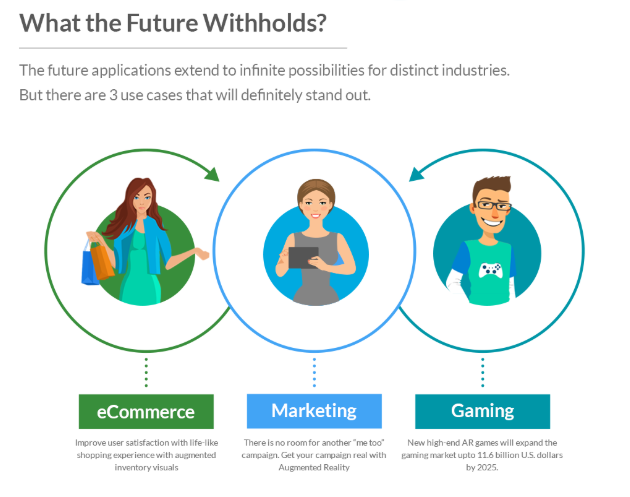 What the Future Withholds?
The future applications extend to infinite possibilities for distinct industries.
But there are 3 use cases that will definitely stand out.
eCommerce
Improve user satisfaction with life-like
shopping experience with augmented
inventory visuals
Marketing
There is no room for another "me too"
campaign. Get your campaign real with
Augmented Reality
Gaming
New high-end AR games will expand the
gaming market upto 11.6 billion U.S. dollars
by 2025.